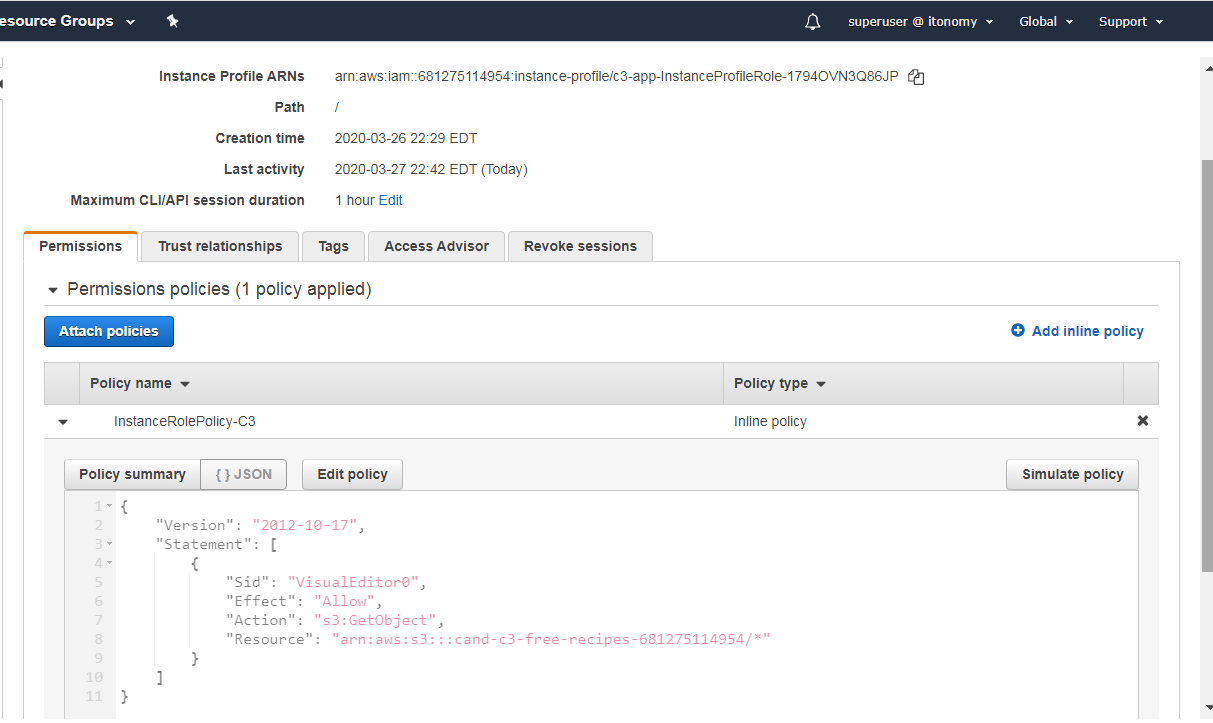 esource Groups superuser @ itonomy Global Support
Instance Profile ARNs arn:aws:iam::681275114954:instance-profile/c3-app-InstanceProfileRole-1794OVN3Q86JP
Path /
Creation time 2020-03-26 22:29 EDT
Last activity 2020-03-27 22:42 EDT (Today)
Maximum CLI/API session duration 1 hour Edit
Permissions Trust relationships Tags Access Advisor Revoke sessions
Permissions policies (1 policy applied)
Attach policies Add inline policy
Policy name Policy type
InstanceRolePolicy-C3 Inline policy
Policy summary { } JSON Edit policy Simulate policy
1 {
2 "Version": "2012-10-17",
3 "Statement": [
4 {
5 "Sid": "VisualEditor0",
6 "Effect": "Allow",
7 "Action": "s3:GetObject",
8 "Resource": "arn:aws:s3:::cand-c3-free-recipes-681275114954/*"
9 }
10 ]
11 }